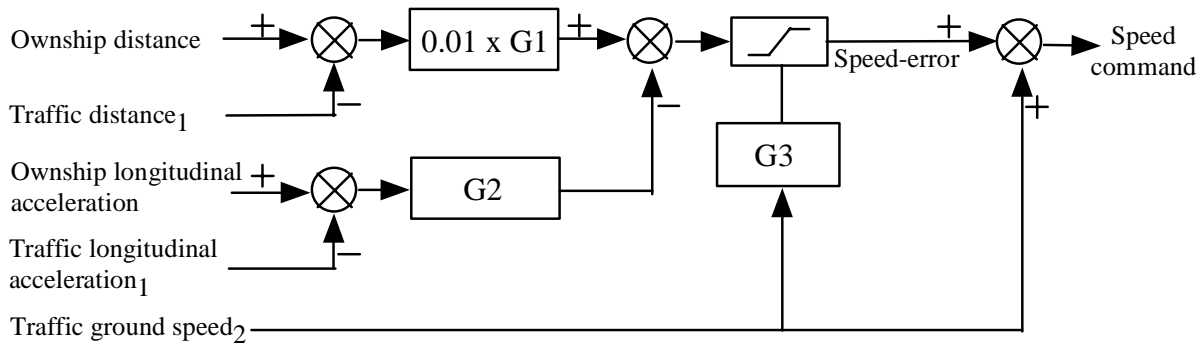 Ownship distance
+
0.01 x G1
+
Speed-error
+
Speed
command
Traffic distance1
−
−
+
G3
Ownship longitudinal
acceleration
+
G2
Traffic longitudinal
acceleration1
−
Traffic ground speed2